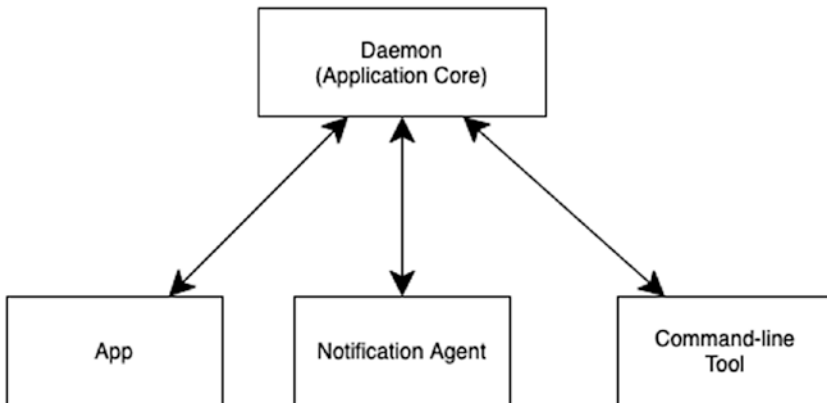 Daemon
(Application Core)
App
Notification Agent
Command-line
Tool